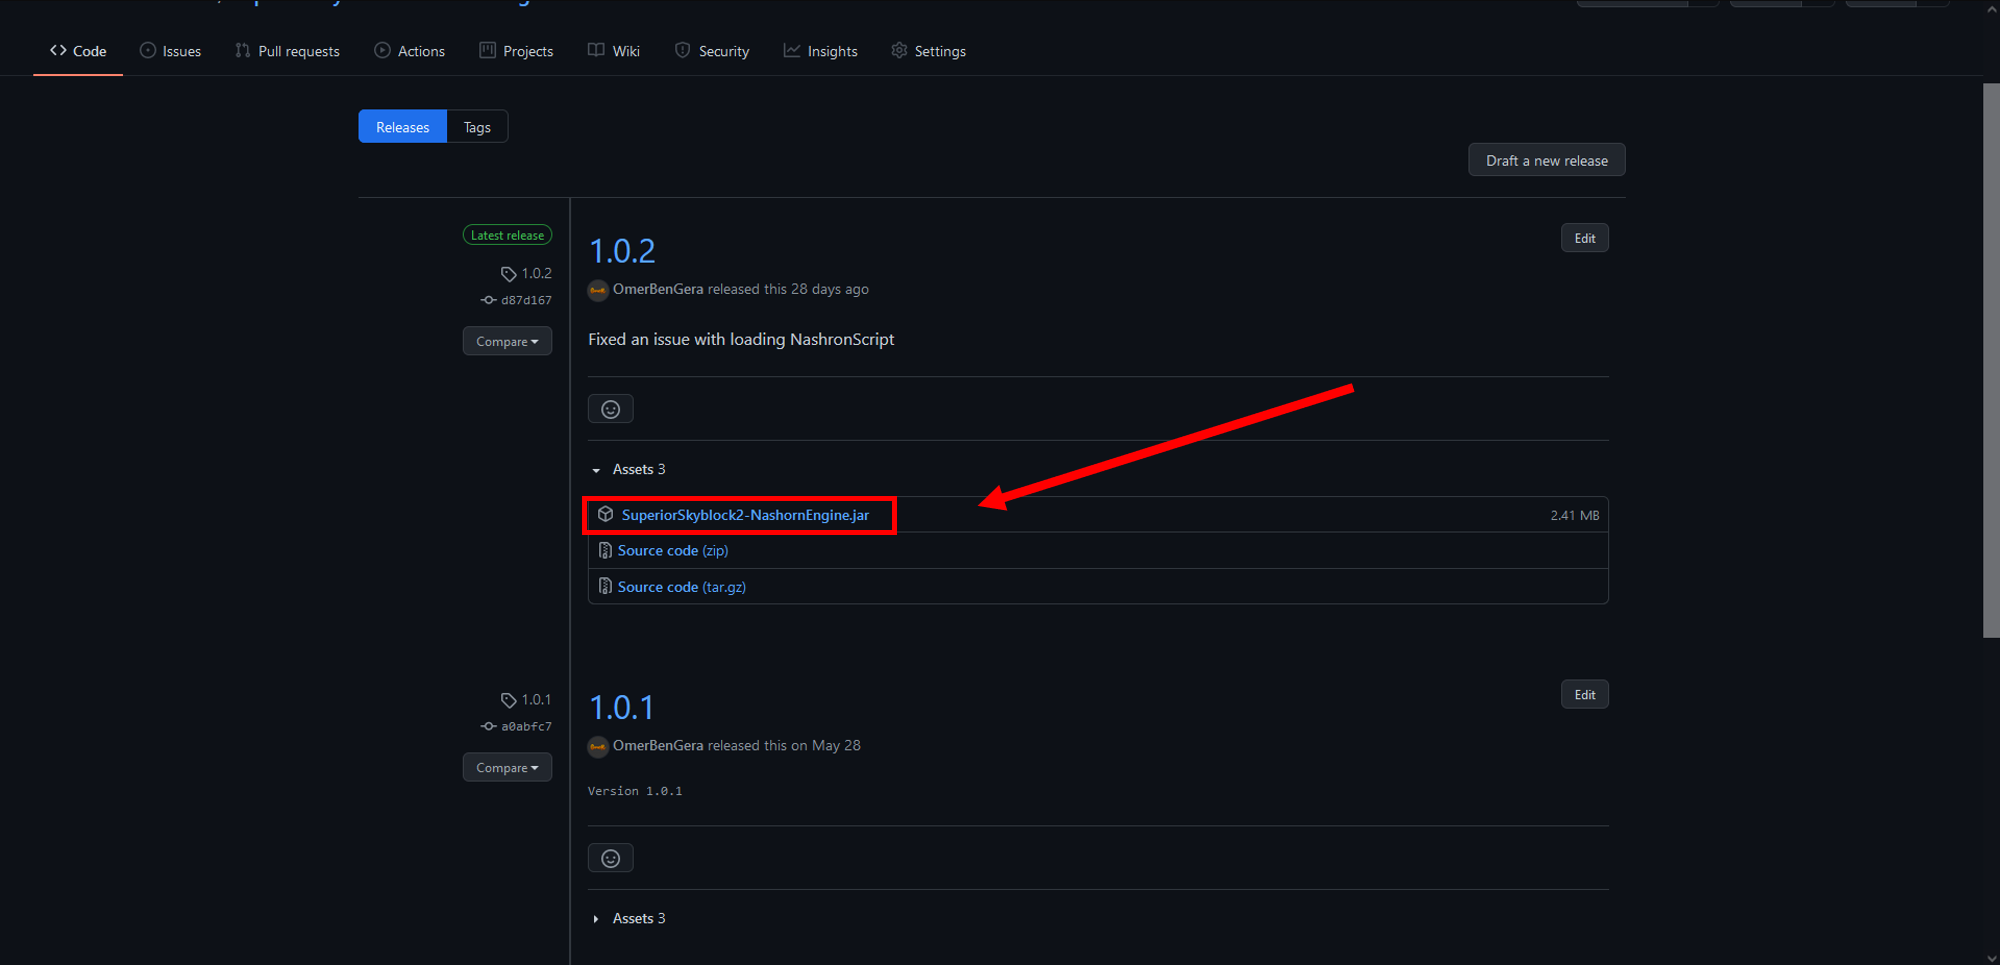 Code Issues Pull requests Actions Projects Wiki Security Insights Settings
Releases Tags
Draft a new release
Latest release
1.0.2
d87d167
Compare
1.0.2
Edit
OmerBenGera released this 28 days ago
Fixed an issue with loading NashronScript
Assets 3
SuperiorSkyblock2-NashornEngine.jar 2.41 MB
Source code (zip)
Source code (tar.gz)
1.0.1
a0abfc7
Compare
1.0.1
Edit
OmerBenGera released this on May 28
Version 1.0.1
Assets 3